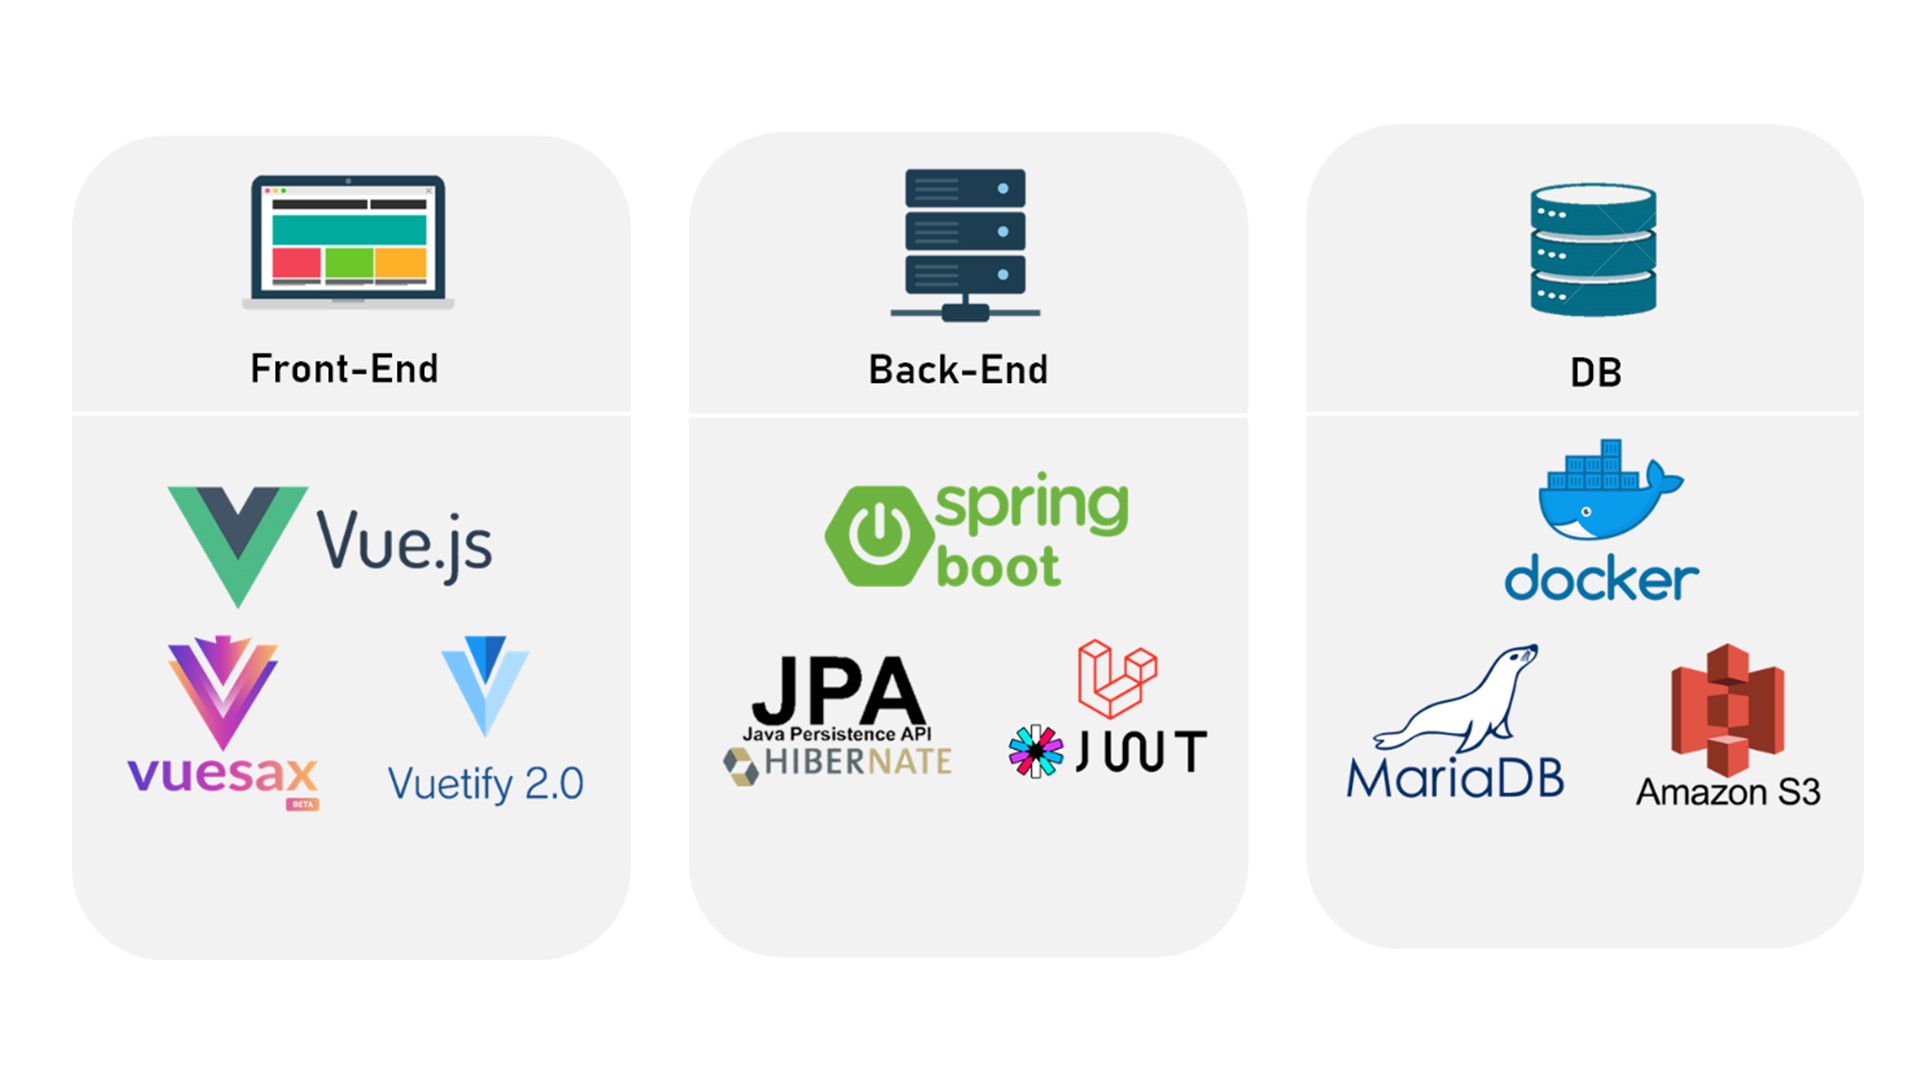 Front-End
Vue.js
vuesax
BETA
Vuetify 2.0
Back-End
spring
boot
JPA
Java Persistence API
HIBERNATE
JWT
DB
docker
MariaDB
Amazon S3